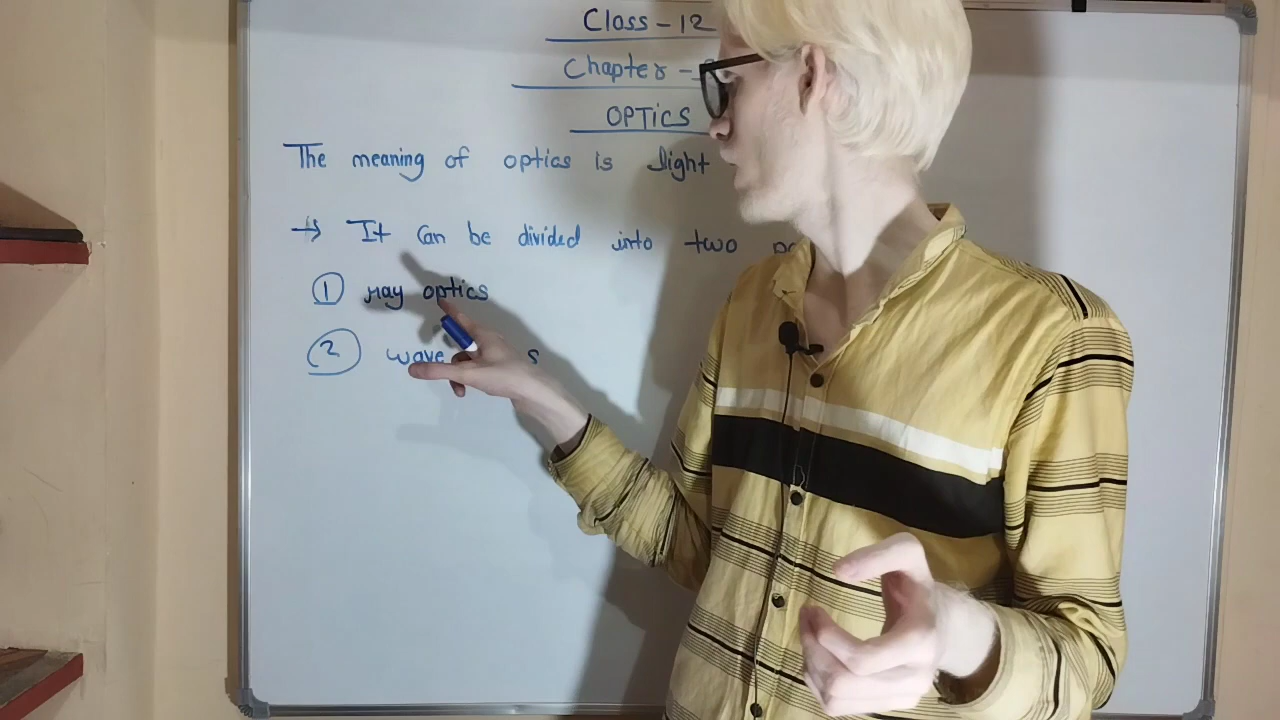 Class - 12
Chapter -
OPTICS
The meaning of optics is light
→ It can be divided into two
① ray optics
② wave